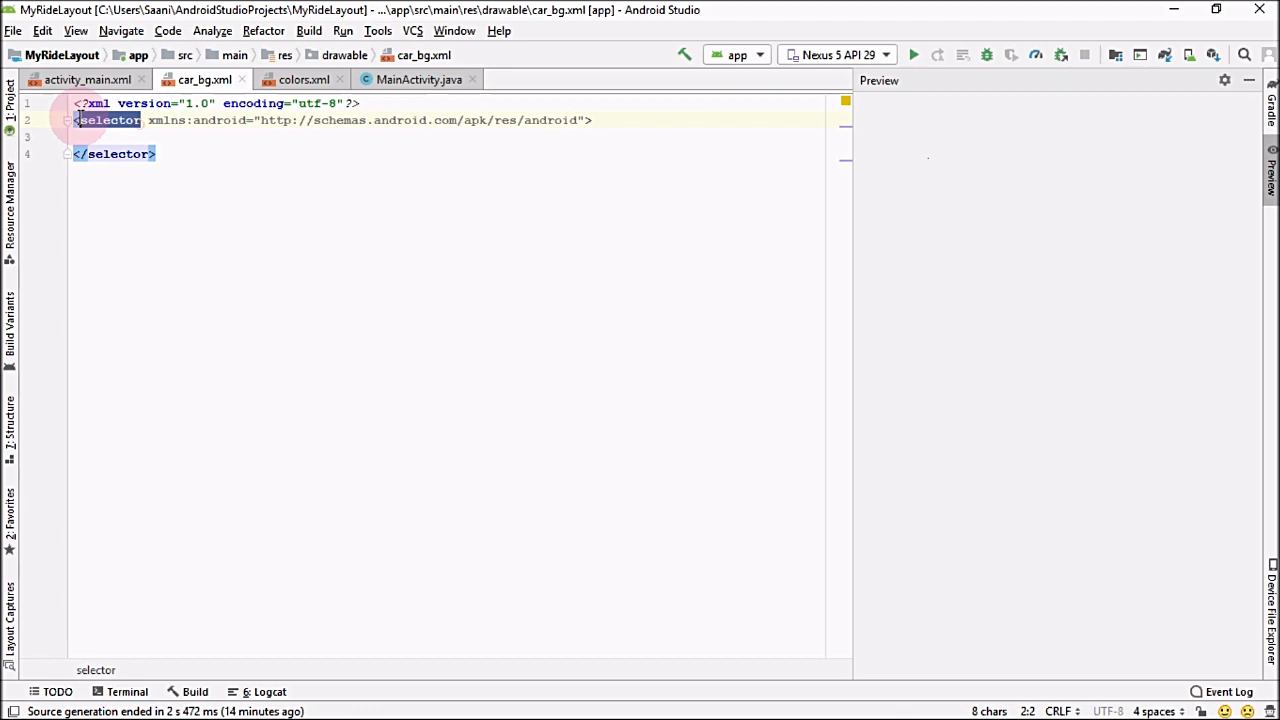 MyRideLayout [C:\Users\Saani\AndroidStudioProjects\MyRideLayout] - ...\app\src\main\res\drawable\car_bg.xml [app] - Android Studio
File Edit View Navigate Code Analyze Refactor Build Run Tools VCS Window Help
MyRideLayout app src main res drawable car_bg.xml app Nexus 5 API 29
activity_main.xml car_bg.xml colors.xml MainActivity.java
Preview
1 <?xml version="1.0" encoding="utf-8"?>
2 <selector xmlns:android="http://schemas.android.com/apk/res/android">
3
4 </selector>
1: Project
Resource Manager
Build Variants
7: Structure
2: Favorites
Layout Captures
Gradle
Preview
Device File Explorer
selector
TODO Terminal Build 6: Logcat Event Log
Source generation ended in 2 s 472 ms (14 minutes ago) 8 chars 2:2 CRLF UTF-8 4 spaces